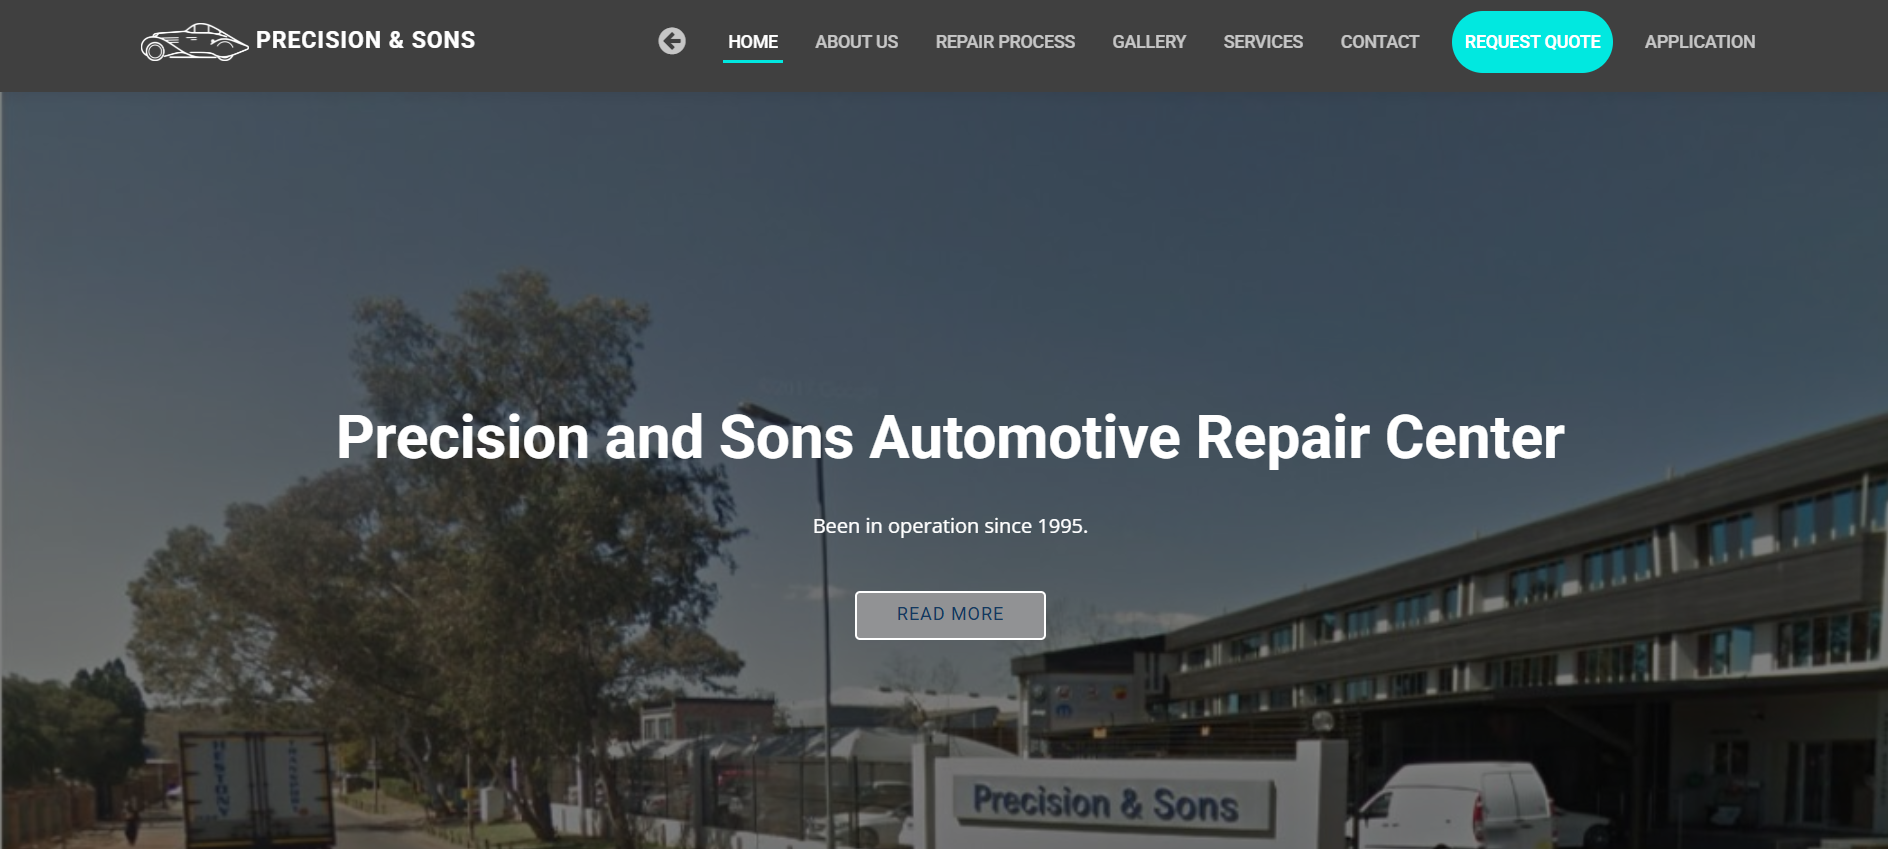 PRECISION & SONS
HOME ABOUT US REPAIR PROCESS GALLERY SERVICES CONTACT REQUEST QUOTE APPLICATION
Precision and Sons Automotive Repair Center
Been in operation since 1995.
READ MORE
Precision & Sons